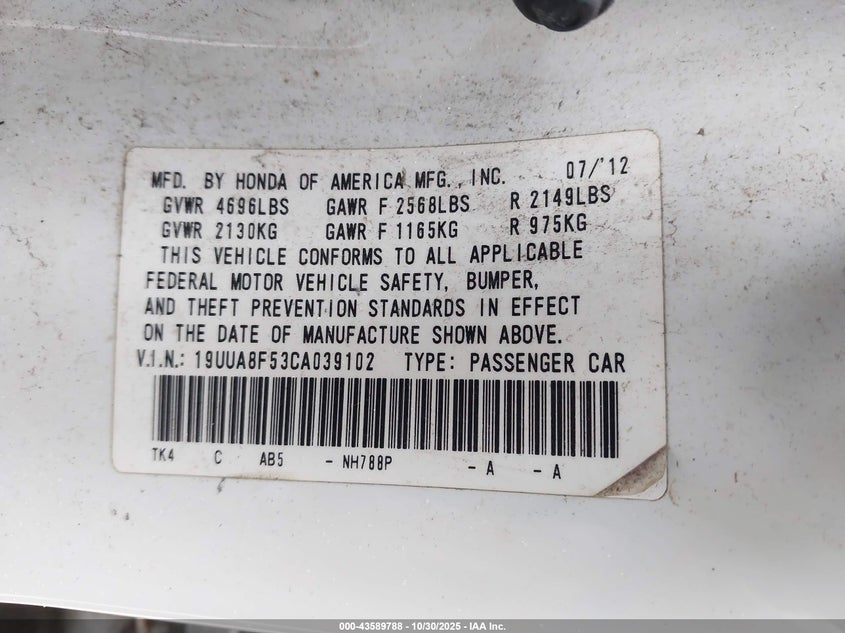 MFD. BY HONDA OF AMERICA MFG., INC. 07/'12
GVWR 4696LBS GAWR F 2568LBS R 2149LBS
GVWR 2130KG GAWR F 1165KG R 975KG
THIS VEHICLE CONFORMS TO ALL APPLICABLE
FEDERAL MOTOR VEHICLE SAFETY, BUMPER,
AND THEFT PREVENTION STANDARDS IN EFFECT
ON THE DATE OF MANUFACTURE SHOWN ABOVE.
V.I.N.: 19UUA8F53CA039102 TYPE: PASSENGER CAR
TK4 C AB5 - NH788P - A - A
000-43589788 - 10/30/2025 - IAA Inc.